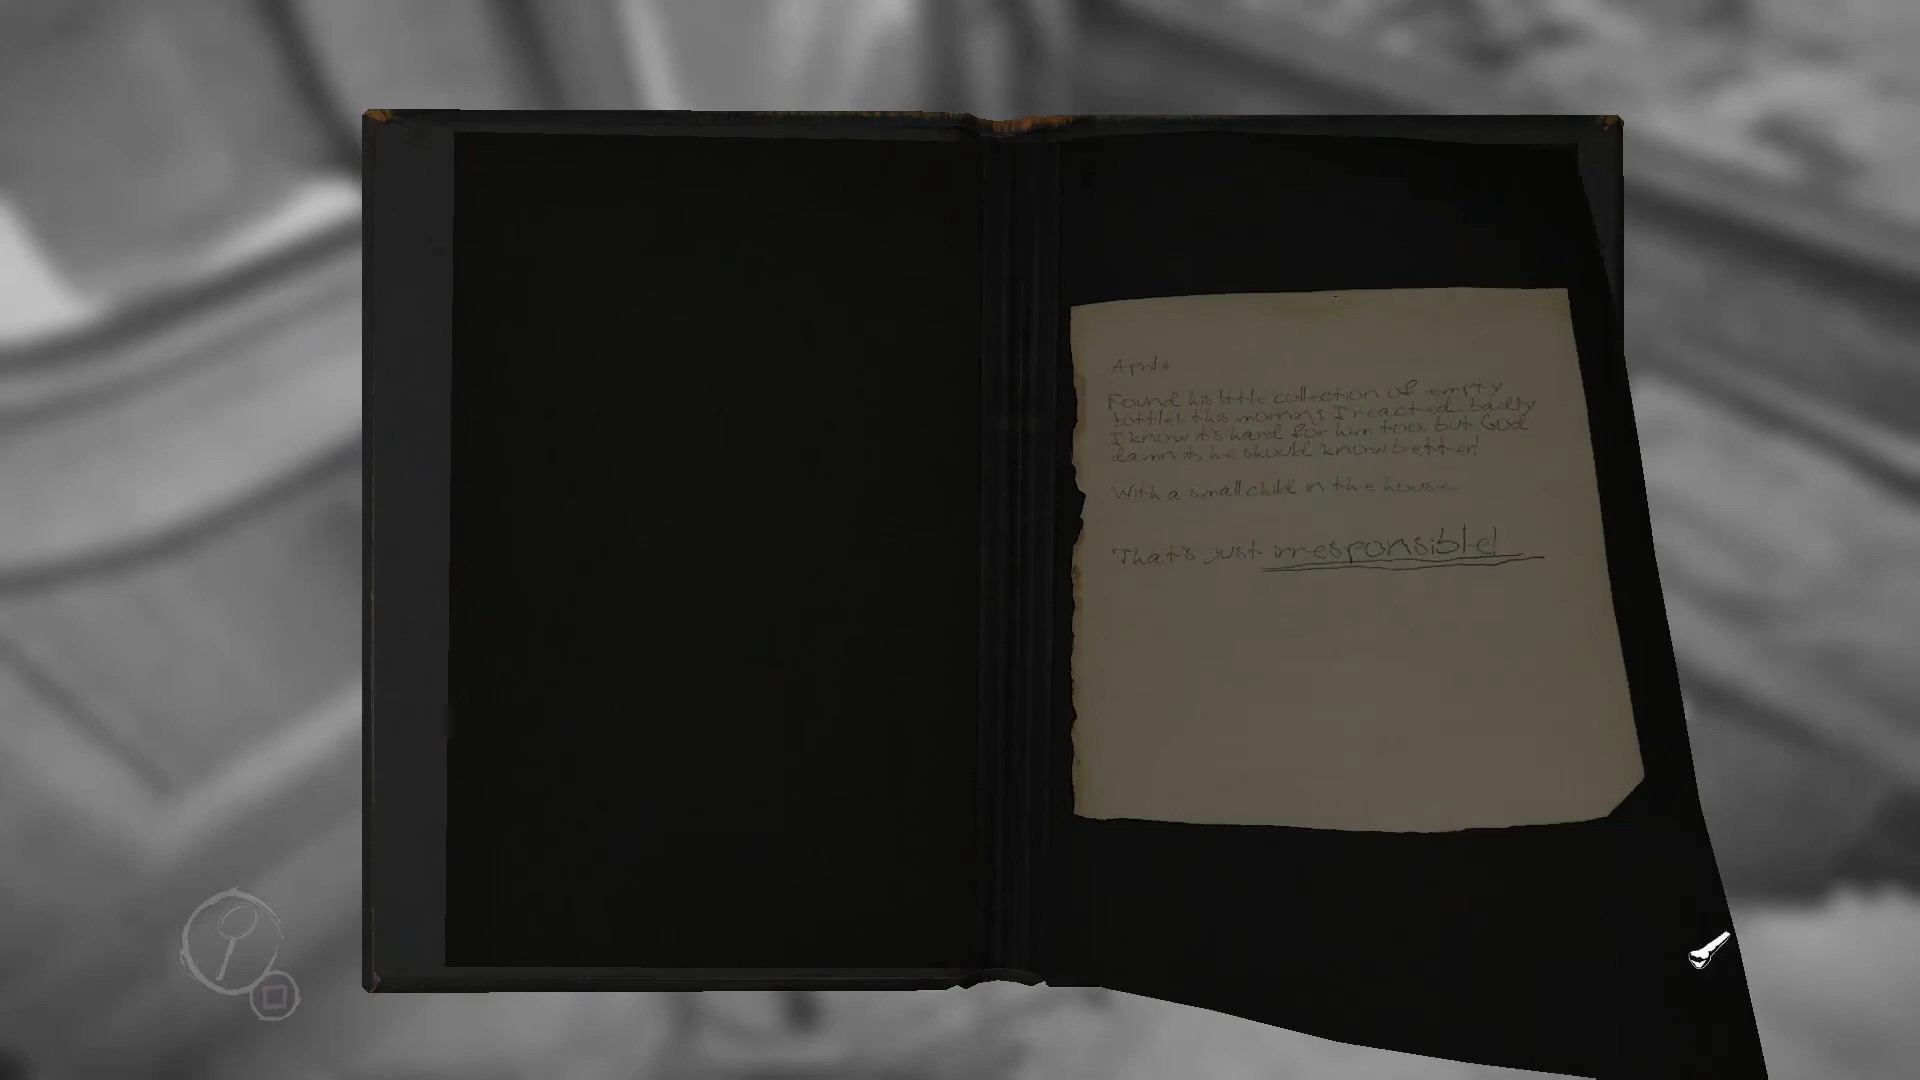 April 4
Found his little collection of empty
bottles this morning I reacted badly
I know it's hard for him too, but God
damn it, he should know better!
With a small child in the house
That's just irresponsible!